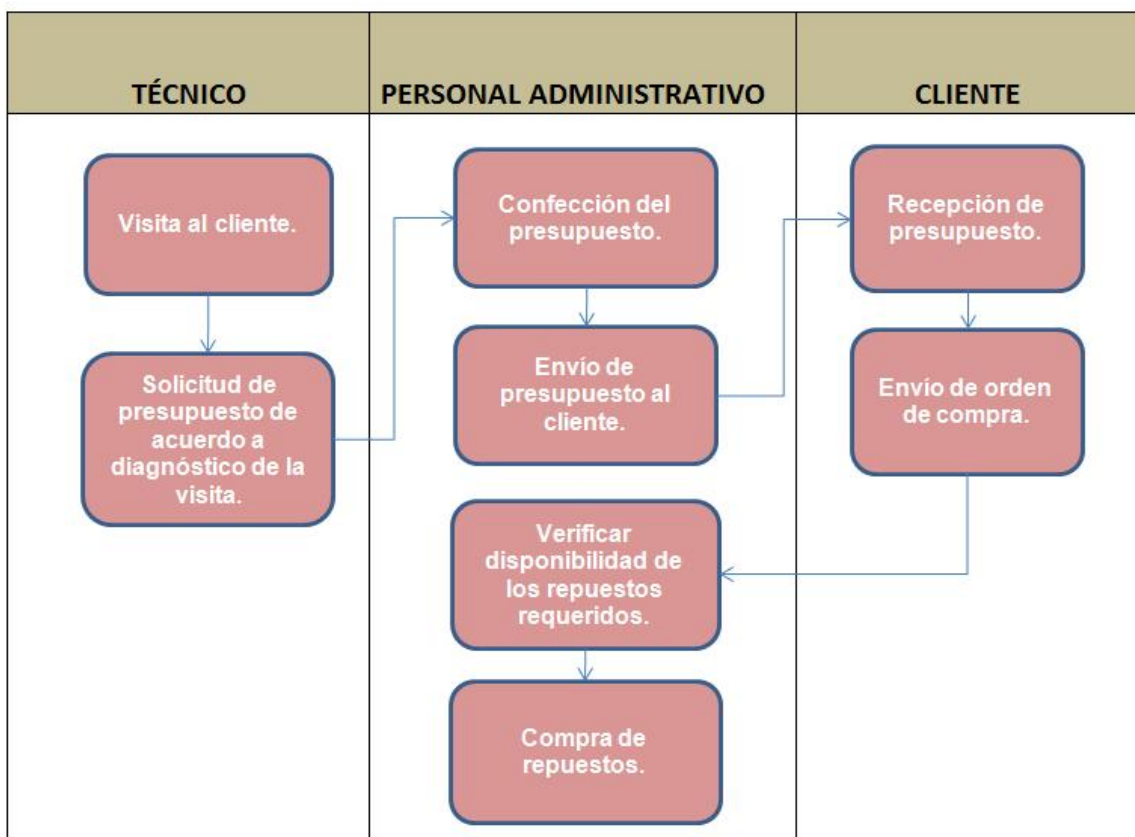 TÉCNICO
PERSONAL ADMINISTRATIVO
CLIENTE
Visita al cliente.
Solicitud de
presupuesto de
acuerdo a
diagnóstico de la
visita.
Confección del
presupuesto.
Envío de
presupuesto al
cliente.
Recepción de
presupuesto.
Envío de orden
de compra.
Verificar
disponibilidad de
los repuestos
requeridos.
Compra de
repuestos.